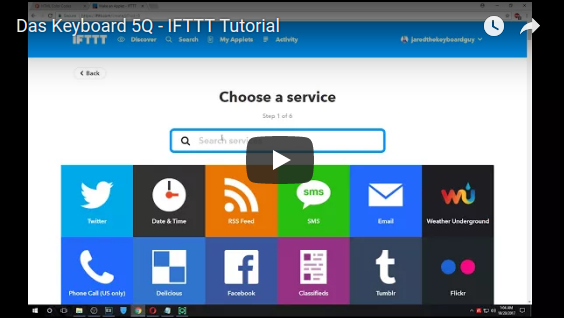 Das Keyboard 5Q - IFTTT Tutorial
IFTTT Discover Search My Applets Activity jaredthekeyboardguy
Back
Choose a service
Step 1 of 6
Search services
Twitter Date & Time RSS Feed sms SMS Email Weather Underground
Phone Call (US only) Delicious Facebook Classifieds Tumblr Flickr